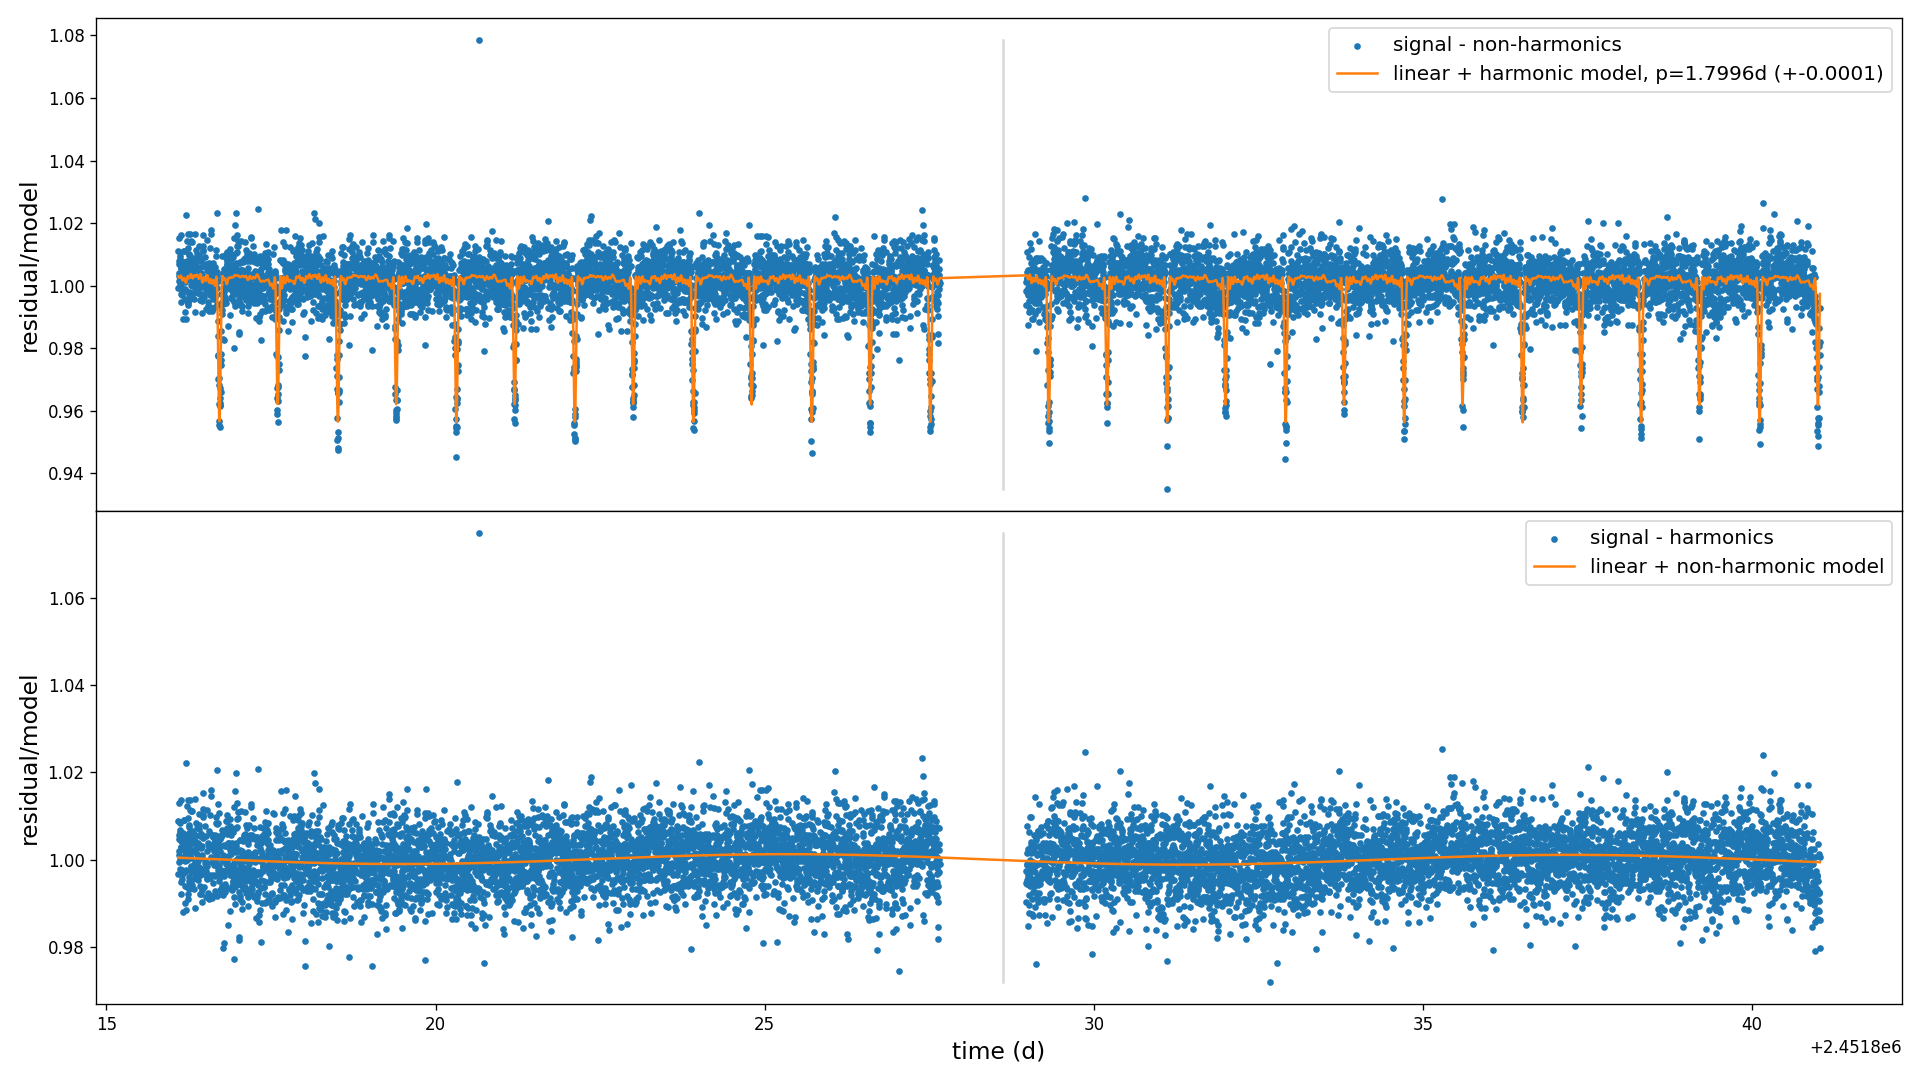 1.08
1.06
1.04
1.02
1.00
0.98
0.96
0.94
residual/model
signal - non-harmonics
linear + harmonic model, p=1.7996d (+-0.0001)
1.06
1.04
1.02
1.00
0.98
residual/model
signal - harmonics
linear + non-harmonic model
15 20 25 30 35 40
time (d)
+2.4518e6